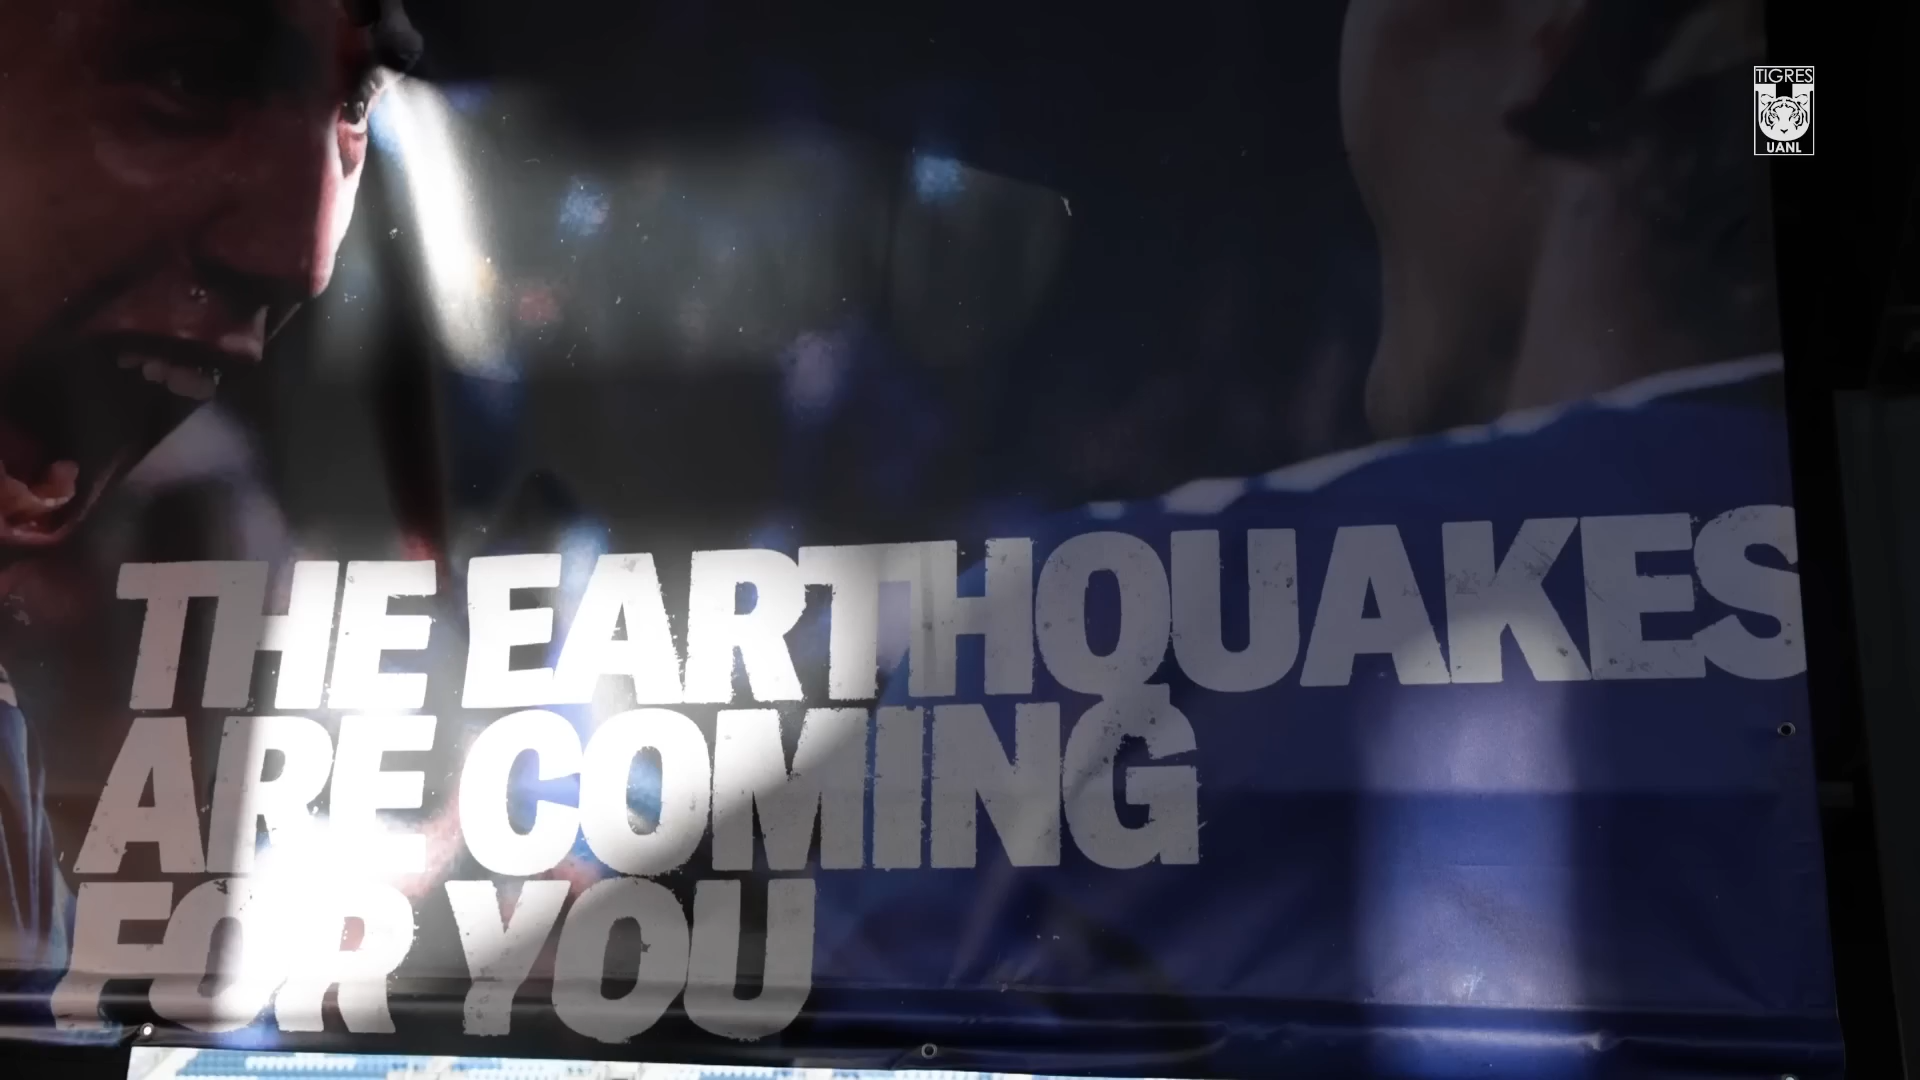 TIGRES
UANL
THE EARTHQUAKES
ARE COMING
FOR YOU